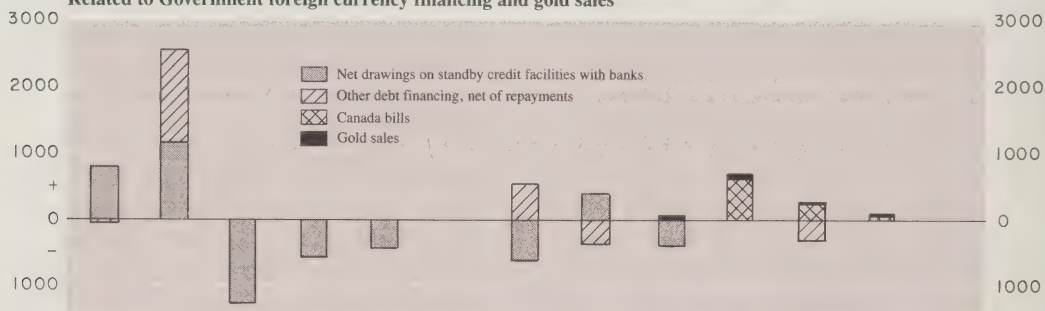 Related to Government foreign currency financing and gold sales
3000 3000
Net drawings on standby credit facilities with banks
2000 Other debt financing, net of repayments 2000
Canada bills
Gold sales
1000 1000
+
0 0
−
1000 1000